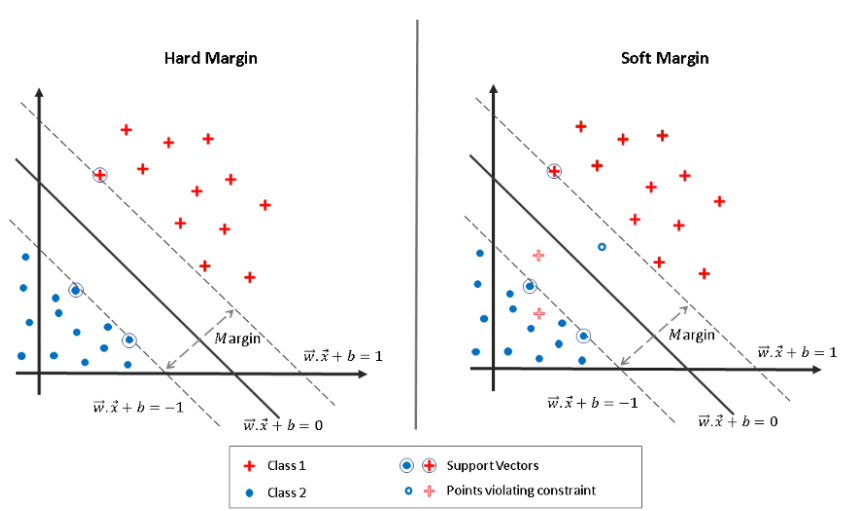 Hard Margin
Margin
w⃗.x⃗ + b = 1
w⃗.x⃗ + b = −1
w⃗.x⃗ + b = 0
Soft Margin
Margin
w⃗.x⃗ + b = 1
w⃗.x⃗ + b = −1
w⃗.x⃗ + b = 0
Class 1
Support Vectors
Class 2
Points violating constraint